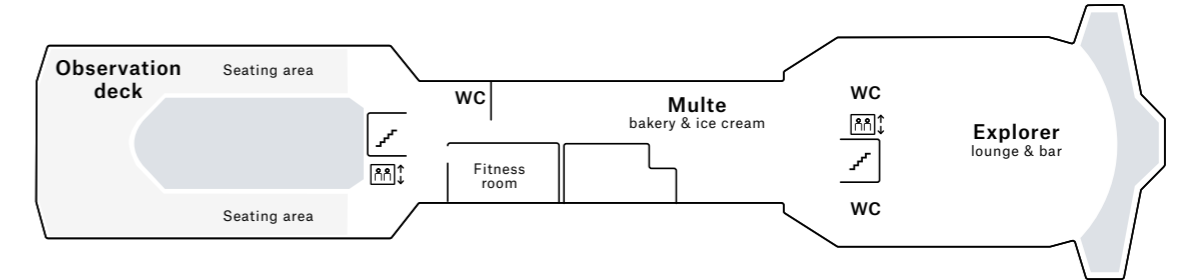 Observation
deck
Seating area
Seating area
WC
Fitness
room
Multe
bakery & ice cream
WC
WC
Explorer
lounge & bar